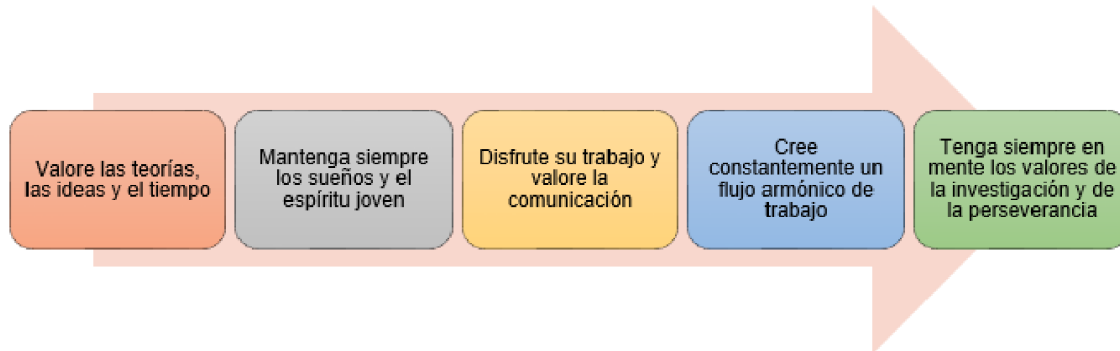 Valore las teorías,
las ideas y el tiempo
Mantenga siempre
los sueños y el
espíritu joven
Disfrute su trabajo y
valore la
comunicación
Cree
constantemente un
flujo armónico de
trabajo
Tenga siempre en
mente los valores de
la investigación y de
la perseverancia